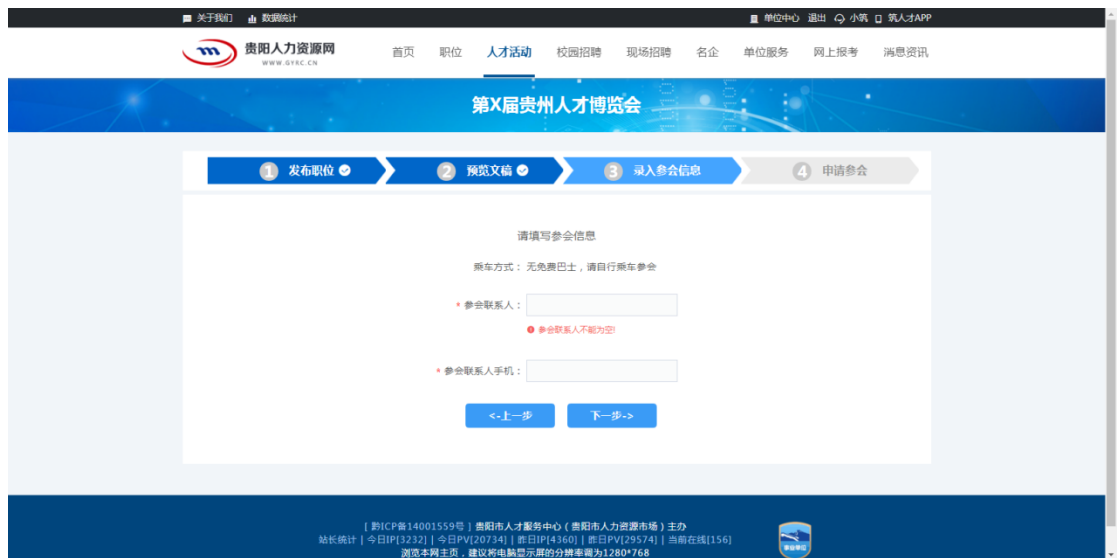 关于我们 数据统计 单位中心 退出 小筑 筑人才APP
贵阳人力资源网
WWW.GYRC.CN
首页 职位 人才活动 校园招聘 现场招聘 名企 单位服务 网上报考 消息资讯
第X届贵州人才博览会
1 发布职位 2 预览文稿 3 录入参会信息 4 申请参会
请填写参会信息
乘车方式： 无免费巴士，请自行乘车参会
* 参会联系人：
参会联系人不能为空!
* 参会联系人手机：
<-上一步 下一步->
[ 黔ICP备14001559号 ] 贵阳市人才服务中心（贵阳市人力资源市场）主办
站长统计 | 今日IP[3232] | 今日PV[20734] | 昨日IP[4360] | 昨日PV[29574] | 当前在线[156]
浏览本网主页，建议将电脑显示屏的分辨率调为1280*768
事业单位